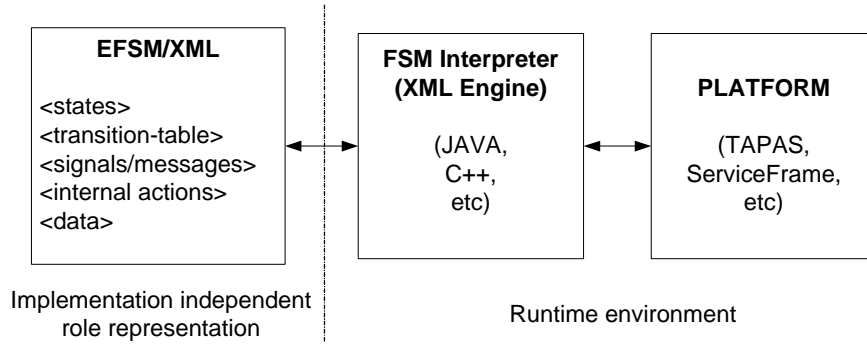 EFSM/XML
<states>
<transition-table>
<signals/messages>
<internal actions>
<data>
FSM Interpreter
(XML Engine)
(JAVA,
C++,
etc)
PLATFORM
(TAPAS,
ServiceFrame,
etc)
Implementation independent
role representation
Runtime environment